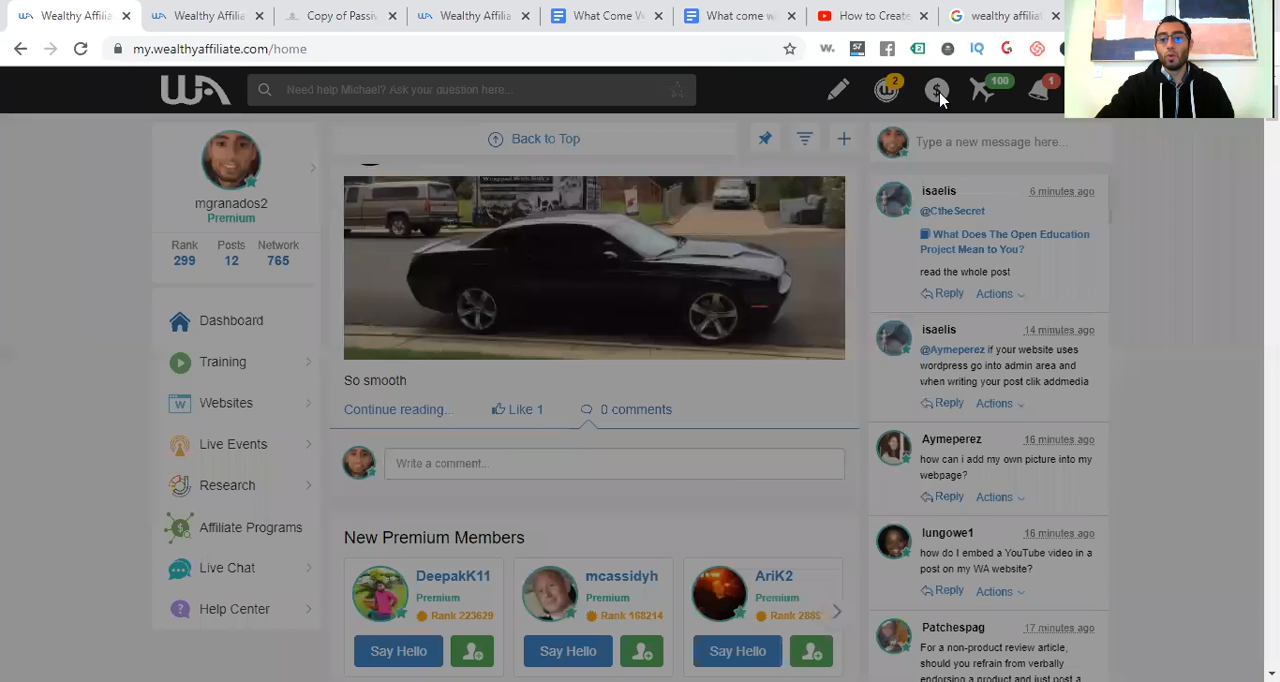 Wealthy Affilia
Wealthy Affilia
Copy of Passi
Wealthy Affilia
What Come W
What come w
How to Create
wealthy affilia
my.wealthyaffiliate.com/home
WA
Need help Michael? Ask your question here...
2
$
100
1
mgranados2
Premium
Rank
299
Posts
12
Network
765
Dashboard
Training
Websites
Live Events
Research
Affiliate Programs
Live Chat
Help Center
Back to Top
So smooth
Continue reading...
Like 1
0 comments
Write a comment...
New Premium Members
DeepakK11
Premium
Rank 223629
Say Hello
mcassidyh
Premium
Rank 168214
Say Hello
AriK2
Premium
Say Hello
Type a new message here...
isaelis
6 minutes ago
@CtheSecret
What Does The Open Education
Project Mean to You?
read the whole post
Reply
Actions
isaelis
14 minutes ago
@Aymeperez if your website uses
wordpress go into admin area and
when writing your post clik addmedia
Reply
Actions
Aymeperez
16 minutes ago
how can i add my own picture into my
webpage?
Reply
Actions
lungowe1
16 minutes ago
how do I embed a YouTube video in a
post on my WA website?
Reply
Actions
Patchespag
17 minutes ago
For a non-product review article,
should you refrain from verbally
endorsing a product and just post a